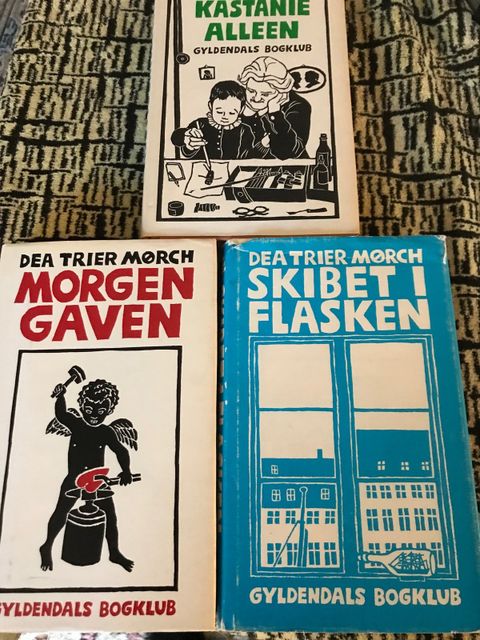 KASTANIE
ALLEEN
GYLDENDALS BOGKLUB
DEA TRIER MØRCH
MORGEN
GAVEN
GYLDENDALS BOGKLUB
DEA TRIER MØRCH
SKIBET I
FLASKEN
GYLDENDALS BOGKLUB